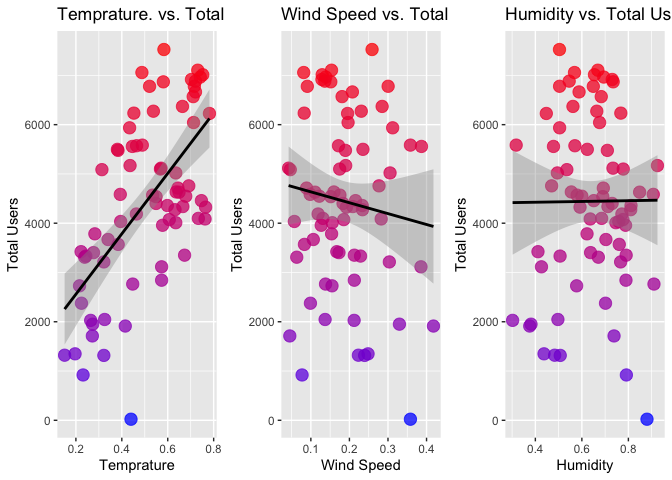 Temprature. vs. Total
Wind Speed vs. Total
Humidity vs. Total Us
Total Users
6000
4000
2000
0
0.2 0.4 0.6 0.8
Temprature
Total Users
6000
4000
2000
0
0.1 0.2 0.3 0.4
Wind Speed
Total Users
6000
4000
2000
0
0.4 0.6 0.8
Humidity